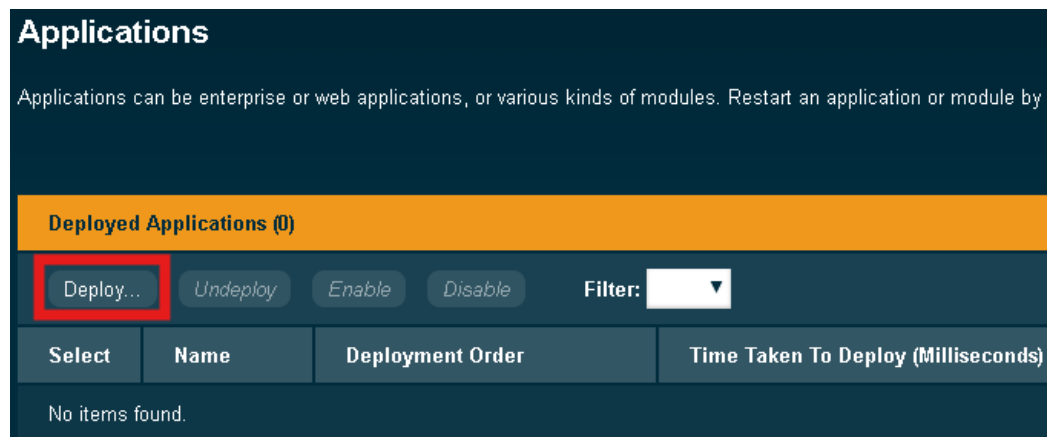 Applications
Applications can be enterprise or web applications, or various kinds of modules. Restart an application or module by
Deployed Applications (0)
Deploy... Undeploy Enable Disable Filter:
Select Name Deployment Order Time Taken To Deploy (Milliseconds)
No items found.